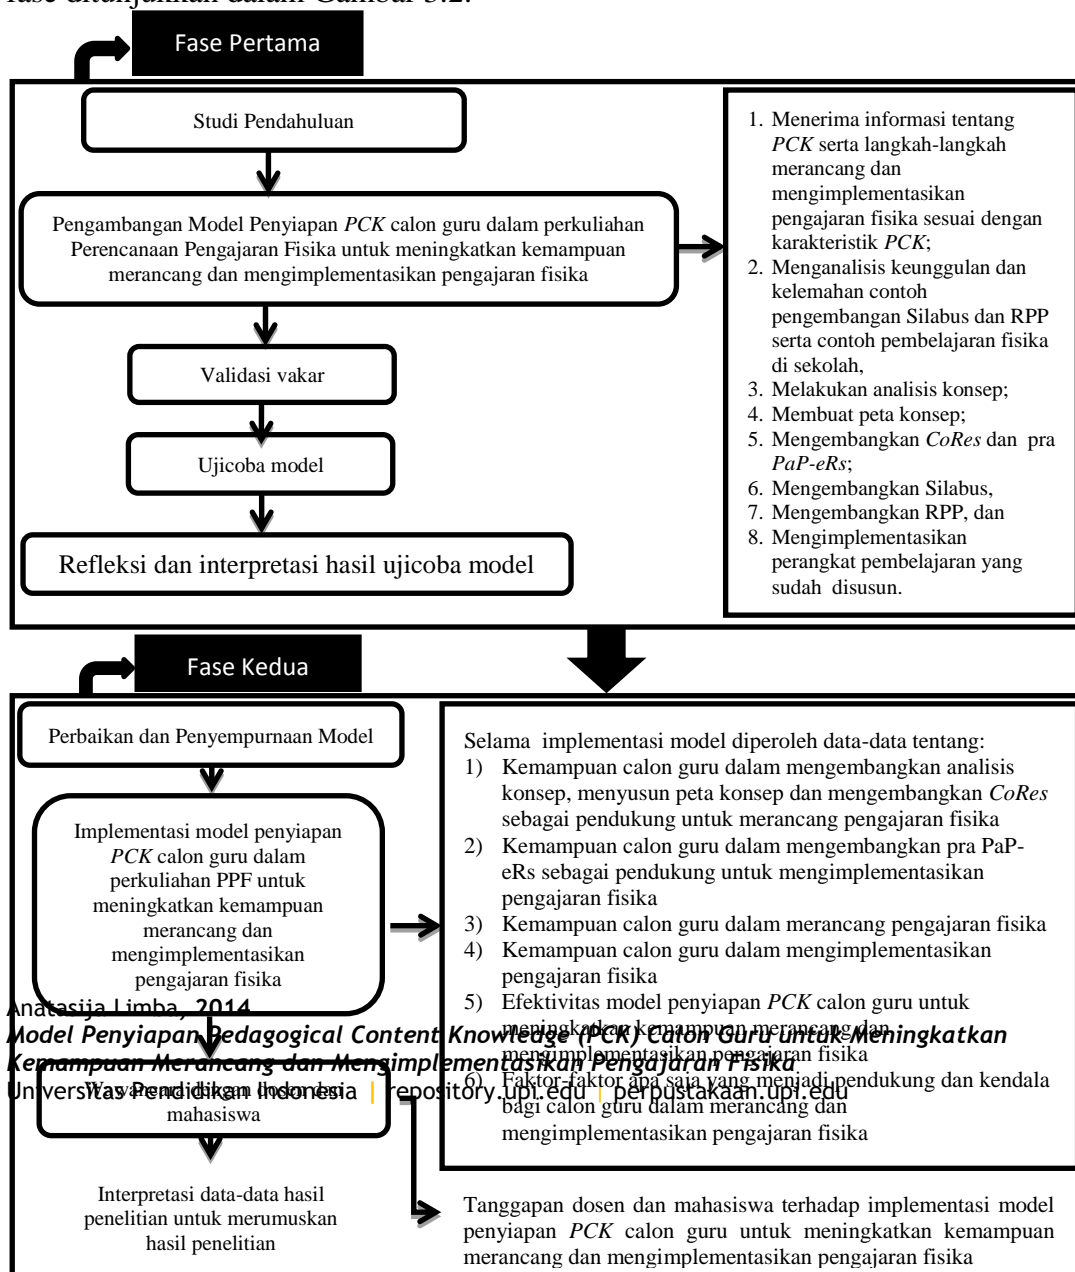 fase ditunjukkan dalam Gambar 3.2.
Fase Pertama
Studi Pendahuluan
Pengambangan Model Penyiapan PCK calon guru dalam perkuliahan
Perencanaan Pengajaran Fisika untuk meningkatkan kemampuan
merancang dan mengimplementasikan pengajaran fisika
Validasi vakar
Ujicoba model
Refleksi dan interpretasi hasil ujicoba model
1. Menerima informasi tentang
PCK serta langkah-langkah
merancang dan
mengimplementasikan
pengajaran fisika sesuai dengan
karakteristik PCK;
2. Menganalisis keunggulan dan
kelemahan contoh
pengembangan Silabus dan RPP
serta contoh pembelajaran fisika
di sekolah,
3. Melakukan analisis konsep;
4. Membuat peta konsep;
5. Mengembangkan CoRes dan pra
PaP-eRs;
6. Mengembangkan Silabus,
7. Mengembangkan RPP, dan
8. Mengimplementasikan
perangkat pembelajaran yang
sudah disusun.
Fase Kedua
Perbaikan dan Penyempurnaan Model
Implementasi model penyiapan
PCK calon guru dalam
perkuliahan PPF untuk
meningkatkan kemampuan
merancang dan
mengimplementasikan
pengajaran fisika
Wawancara dengan dosen dan
mahasiswa
Interpretasi data-data hasil
penelitian untuk merumuskan
hasil penelitian
Selama implementasi model diperoleh data-data tentang:
1) Kemampuan calon guru dalam mengembangkan analisis
konsep, menyusun peta konsep dan mengembangkan CoRes
sebagai pendukung untuk merancang pengajaran fisika
2) Kemampuan calon guru dalam mengembangkan pra PaP-
eRs sebagai pendukung untuk mengimplementasikan
pengajaran fisika
3) Kemampuan calon guru dalam merancang pengajaran fisika
4) Kemampuan calon guru dalam mengimplementasikan
pengajaran fisika
5) Efektivitas model penyiapan PCK calon guru untuk
meningkatkan kemampuan merancang dan
mengimplementasikan pengajaran fisika
6) Faktor-faktor apa saja yang menjadi pendukung dan kendala
bagi calon guru dalam merancang dan
mengimplementasikan pengajaran fisika
Tanggapan dosen dan mahasiswa terhadap implementasi model
penyiapan PCK calon guru untuk meningkatkan kemampuan
merancang dan mengimplementasikan pengajaran fisika
Anatasija Limba, 2014
Model Penyiapan Pedagogical Content Knowledge (PCK) Calon Guru untuk Meningkatkan
Kemampuan Merancang dan Mengimplementasikan Pengajaran Fisika
Universitas Pendidikan Indonesia | repository.upi.edu | perpustakaan.upi.edu